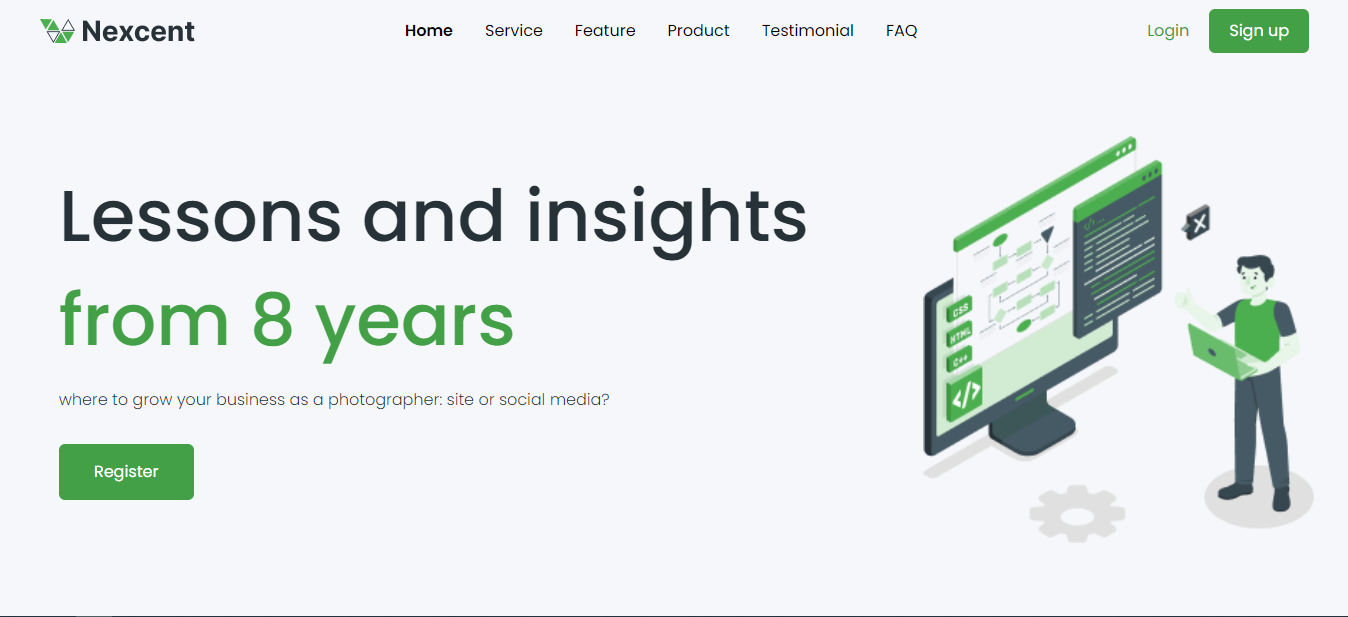 Nexcent
Home Service Feature Product Testimonial FAQ
Login Sign up
Lessons and insights
from 8 years
where to grow your business as a photographer: site or social media?
Register
CSS
HTML
C++
</>
X